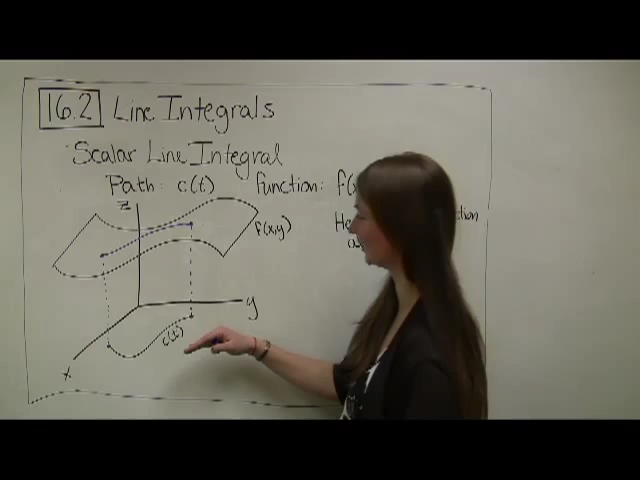 16.2 Line Integrals
Scalar Line Integral
Path: c(t) function: f(x
z
f(x,y)
y
c(t)
x